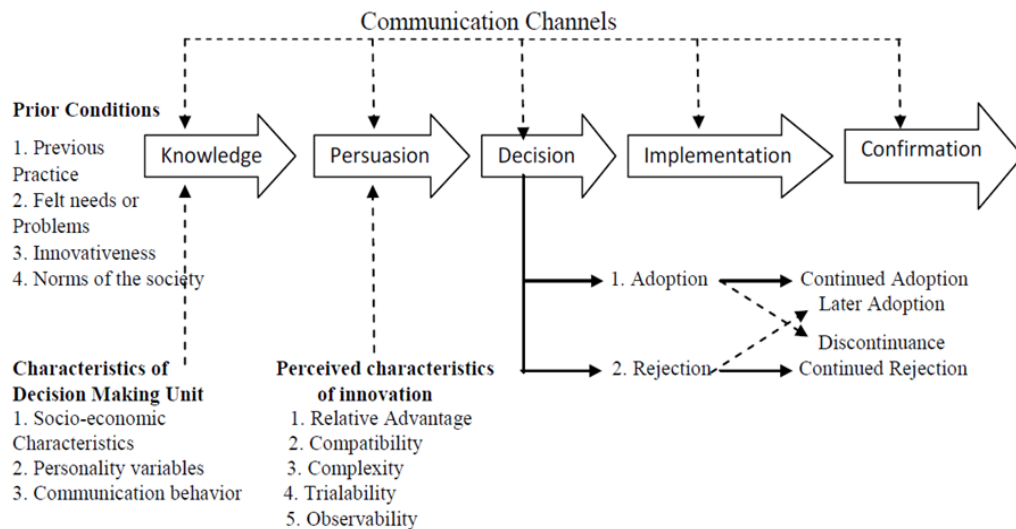 Communication Channels
Prior Conditions
1. Previous
Practice
2. Felt needs or
Problems
3. Innovativeness
4. Norms of the society
Knowledge
Persuasion
Decision
Implementation
Confirmation
1. Adoption
Continued Adoption
Later Adoption
Discontinuance
2. Rejection
Continued Rejection
Characteristics of
Decision Making Unit
1. Socio-economic
Characteristics
2. Personality variables
3. Communication behavior
Perceived characteristics
of innovation
1. Relative Advantage
2. Compatibility
3. Complexity
4. Trialability
5. Observability